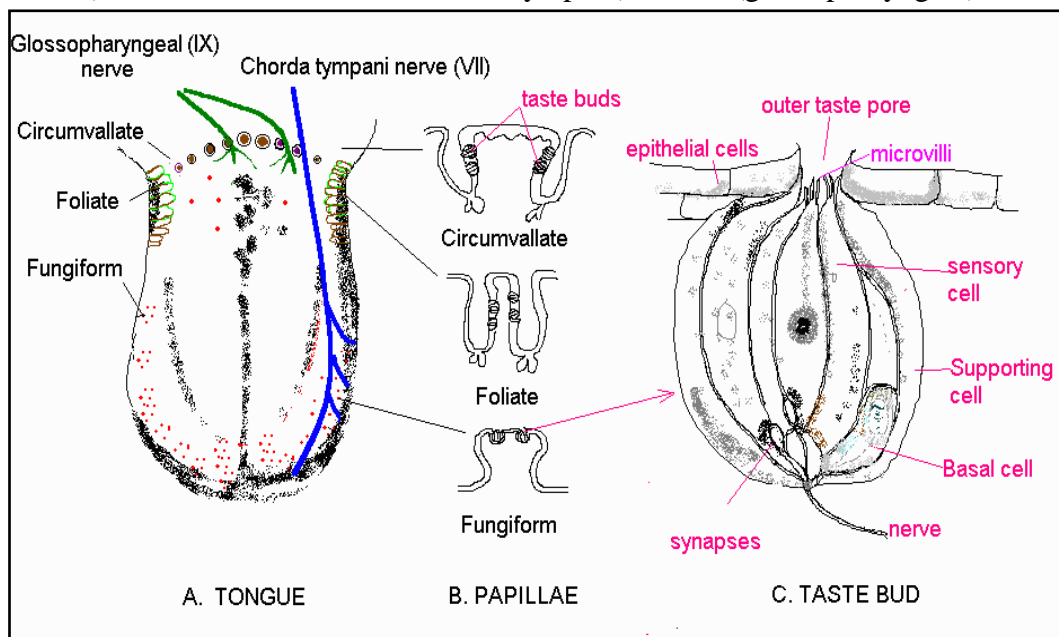 Glossopharyngeal (IX)
nerve
Chorda tympani nerve (VII)
Circumvallate
Foliate
Fungiform
A. TONGUE
taste buds
Circumvallate
Foliate
Fungiform
B. PAPILLAE
outer taste pore
microvilli
epithelial cells
sensory
cell
Supporting
cell
Basal cell
nerve
synapses
C. TASTE BUD